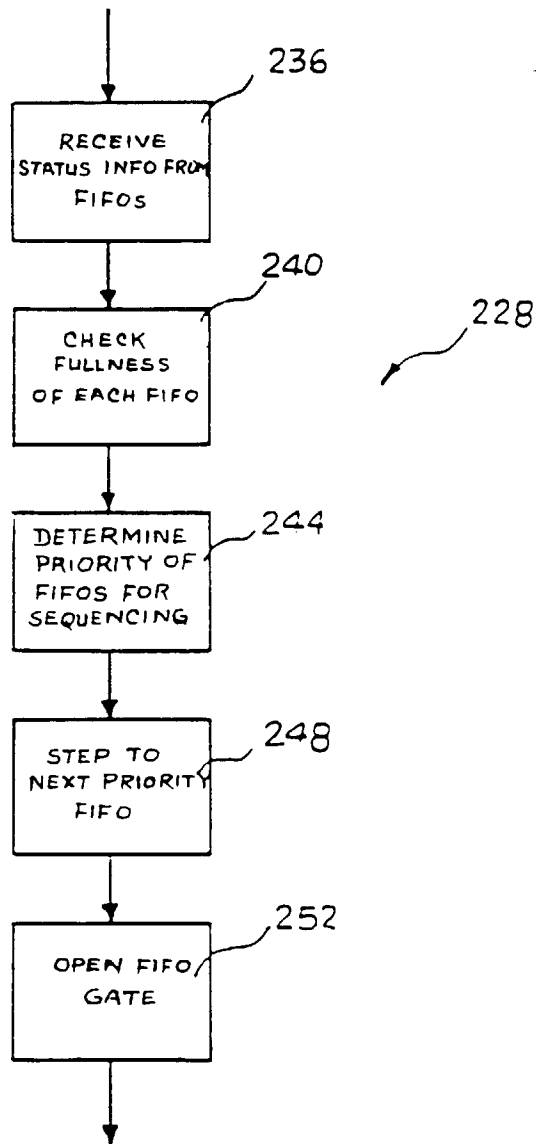 236
RECEIVE
STATUS INFO FROM
FIFOS
240
CHECK
FULLNESS
OF EACH FIFO
228
244
DETERMINE
PRIORITY OF
FIFOS FOR
SEQUENCING
248
STEP TO
NEXT PRIORITY
FIFO
252
OPEN FIFO
GATE